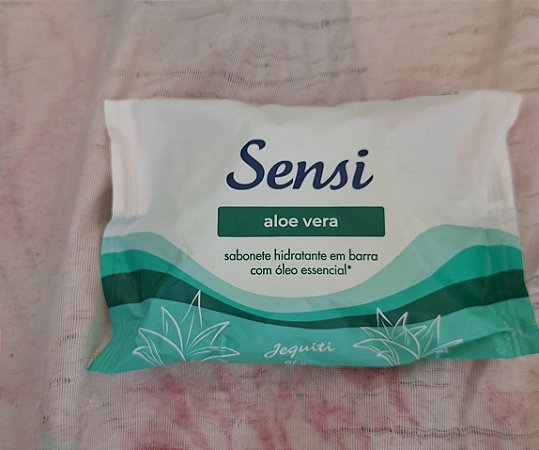 Sensi
aloe vera
sabonete hidratante em barra
com óleo essencial*
Jequiti